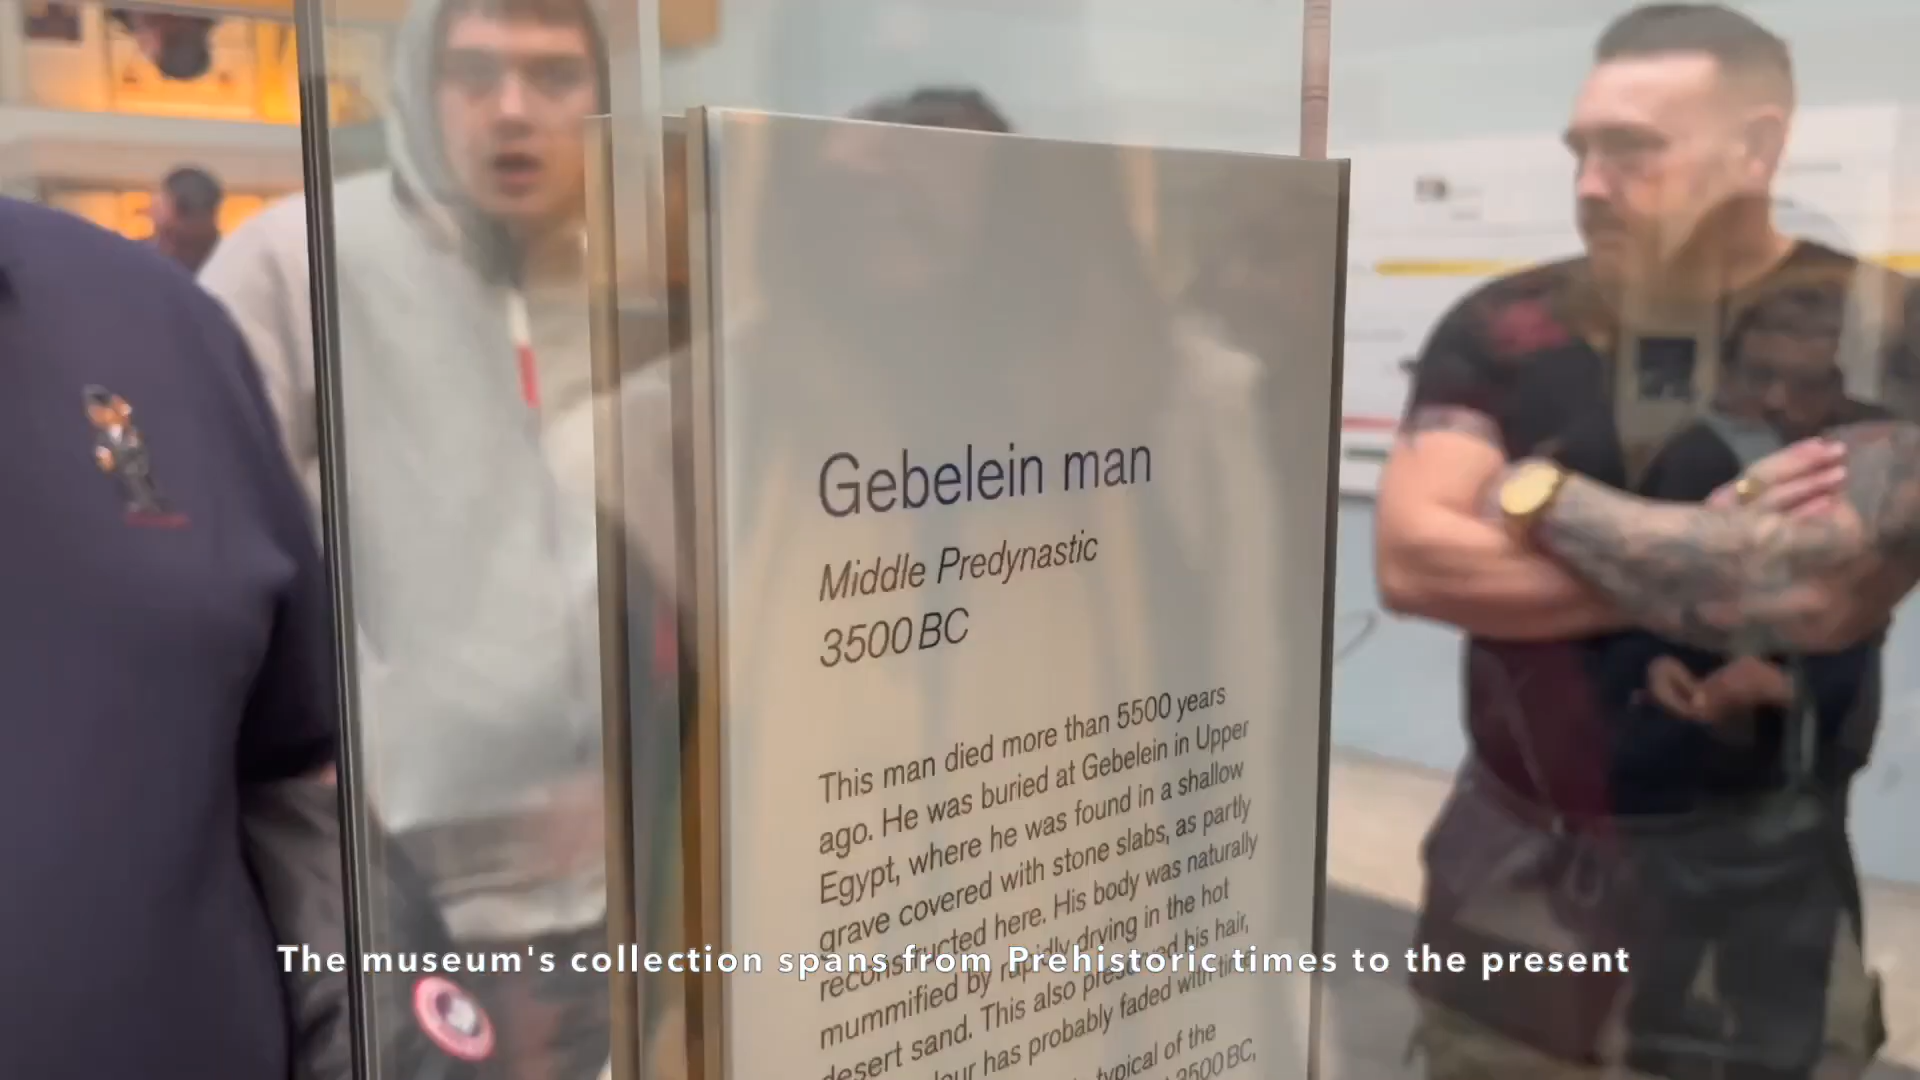 Gebelein man
Middle Predynastic
3500 BC
This man died more than 5500 years
ago. He was buried at Gebelein in Upper
Egypt, where he was found in a shallow
grave covered with stone slabs, as partly
reconstructed here. His body was naturally
mummified by rapidly drying in the hot
desert sand. This also preserved his hair,
has probably faded with time
typical of the
3500 BC,
The museum's collection spans from Prehistoric times to the present